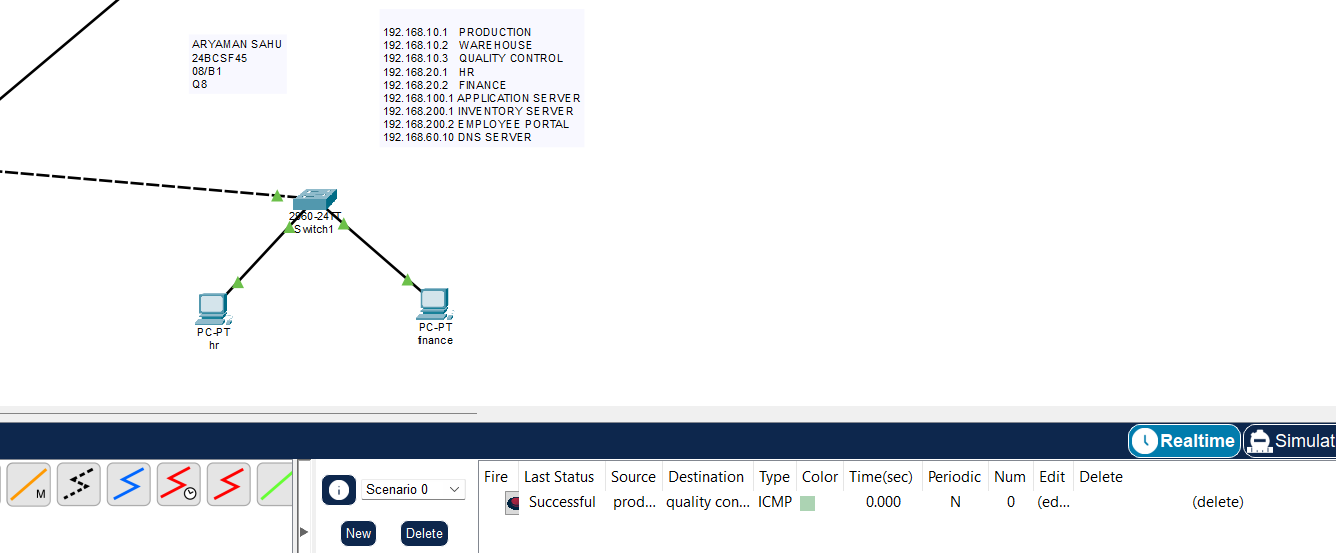 ARYAMAN SAHU
24BCSF45
08/B1
Q8
192.168.10.1 PRODUCTION
192.168.10.2 WAREHOUSE
192.168.10.3 QUALITY CONTROL
192.168.20.1 HR
192.168.20.2 FINANCE
192.168.100.1 APPLICATION SERVER
192.168.200.1 INVENTORY SERVER
192.168.200.2 EMPLOYEE PORTAL
192.168.60.10 DNS SERVER
2960-24TT
Switch1
PC-PT
hr
PC-PT
fnance
Realtime
Simulat
M
Scenario 0
New
Delete
Fire Last Status Source Destination Type Color Time(sec) Periodic Num Edit Delete
Successful prod... quality con... ICMP 0.000 N 0 (ed... (delete)